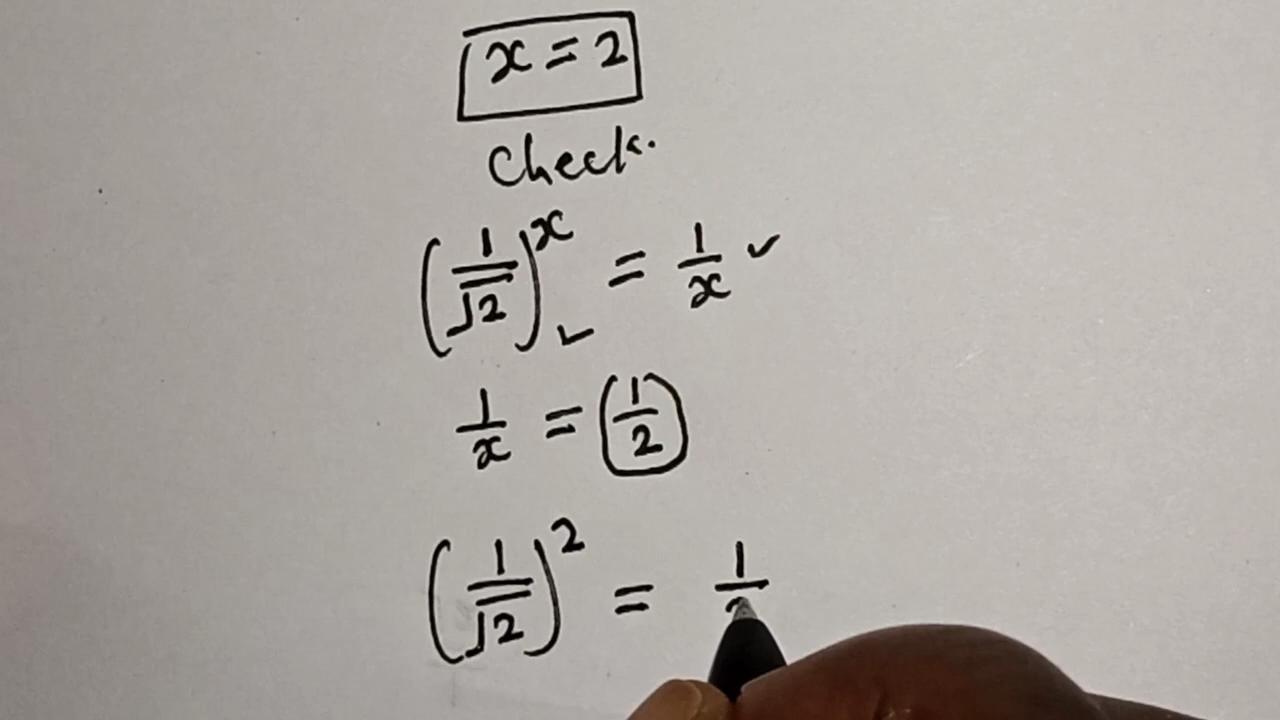 x = 2
Check.
(1/√2)^x = 1/x
1/x = 1/2
(1/√2)^2 = 1/